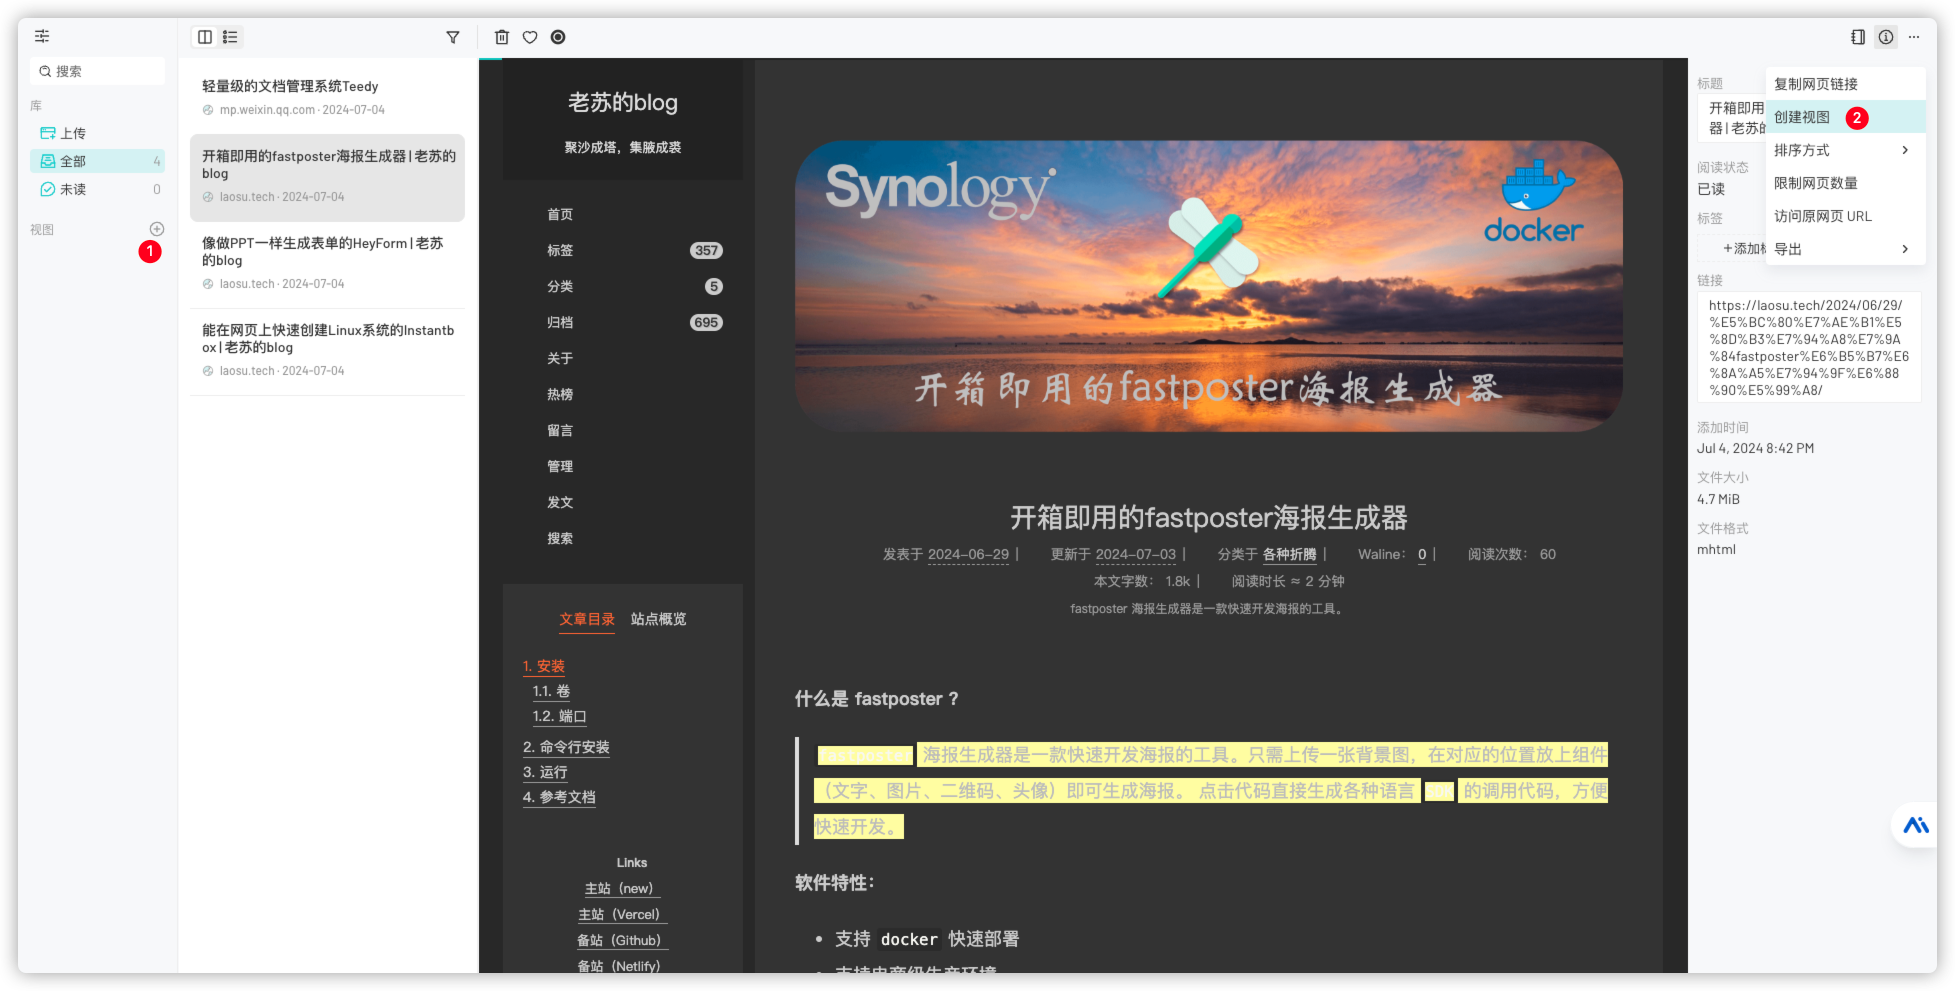 搜索
库
上传
全部 4
未读 0
视图
1
轻量级的文档管理系统Teedy
mp.weixin.qq.com · 2024-07-04
开箱即用的fastposter海报生成器 | 老苏的
blog
laosu.tech · 2024-07-04
像做PPT一样生成表单的HeyForm | 老苏
的blog
laosu.tech · 2024-07-04
能在网页上快速创建Linux系统的Instantb
ox | 老苏的blog
laosu.tech · 2024-07-04
老苏的blog
聚沙成塔，集腋成裘
首页
标签 357
分类 5
归档 695
关于
热榜
留言
管理
发文
搜索
文章目录 站点概览
1. 安装
1.1. 卷
1.2. 端口
2. 命令行安装
3. 运行
4. 参考文档
Links
主站（new）
主站（Vercel）
备站（Github）
备站（Netlify）
Synology
docker
开箱即用的fastposter海报生成器
开箱即用的fastposter海报生成器
发表于 2024-06-29 | 更新于 2024-07-03 | 分类于 各种折腾 | Waline： 0 | 阅读次数： 60
本文字数： 1.8k | 阅读时长 ≈ 2 分钟
fastposter 海报生成器是一款快速开发海报的工具。
什么是 fastposter ？
fastposter 海报生成器是一款快速开发海报的工具。只需上传一张背景图，在对应的位置放上组件
（文字、图片、二维码、头像）即可生成海报。 点击代码直接生成各种语言 SDK 的调用代码，方便
快速开发。
软件特性：
• 支持 docker 快速部署
• 支持电商级生产环境
标题
开箱即用
器 | 老苏的
阅读状态
已读
标签
+ 添加标
链接
https://laosu.tech/2024/06/29/
%E5%BC%80%E7%AE%B1%E5
%8D%B3%E7%94%A8%E7%9A
%84fastposter%E6%B5%B7%E6
%8A%A5%E7%94%9F%E6%88
%90%E5%99%A8/
添加时间
Jul 4, 2024 8:42 PM
文件大小
4.7 MiB
文件格式
mhtml
复制网页链接
创建视图 2
排序方式
限制网页数量
访问原网页 URL
导出